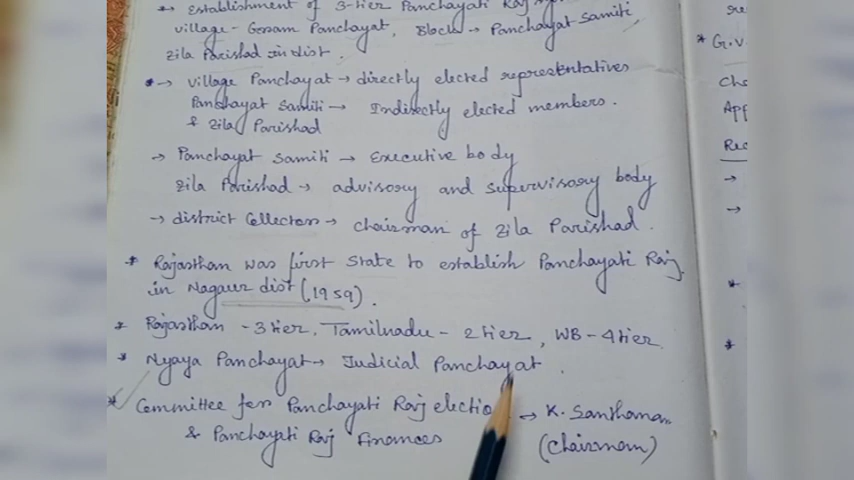 * → Establishment of 3-tier Panchayati Raj
village - Gram Panchayat, Block → Panchayat Samiti
Zila Parishad in dist.
* → village Panchayat → directly elected representatives
Panchayat Samiti → Indirectly elected members.
& Zila Parishad
→ Panchayat Samiti → Executive body
Zila Parishad → advisory and supervisory body
→ district Collector → chairman of Zila Parishad.
* Rajasthan was first State to establish Panchayati Raj
in Nagaur dist (1959).
* Rajasthan - 3 tier, Tamilnadu - 2 tier, WB - 4 tier.
* Nyaya Panchayat → Judicial Panchayat.
* Committee for Panchayati Raj electio → K. Santhanam
& Panchayati Raj Finances (Chairman)
* G.V
Cha
App
Rec
→
→
*
*